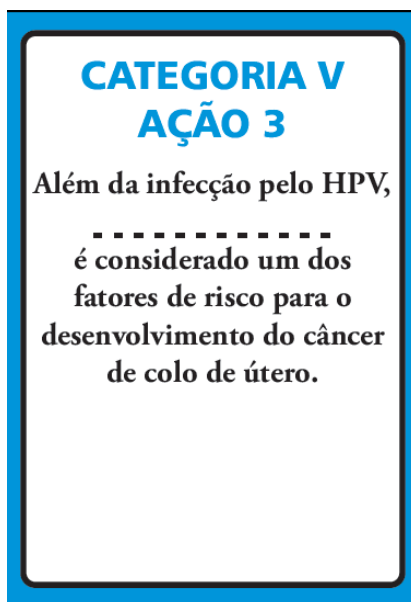 CATEGORIA V
AÇÃO 3
Além da infecção pelo HPV,
------------
é considerado um dos
fatores de risco para o
desenvolvimento do câncer
de colo de útero.